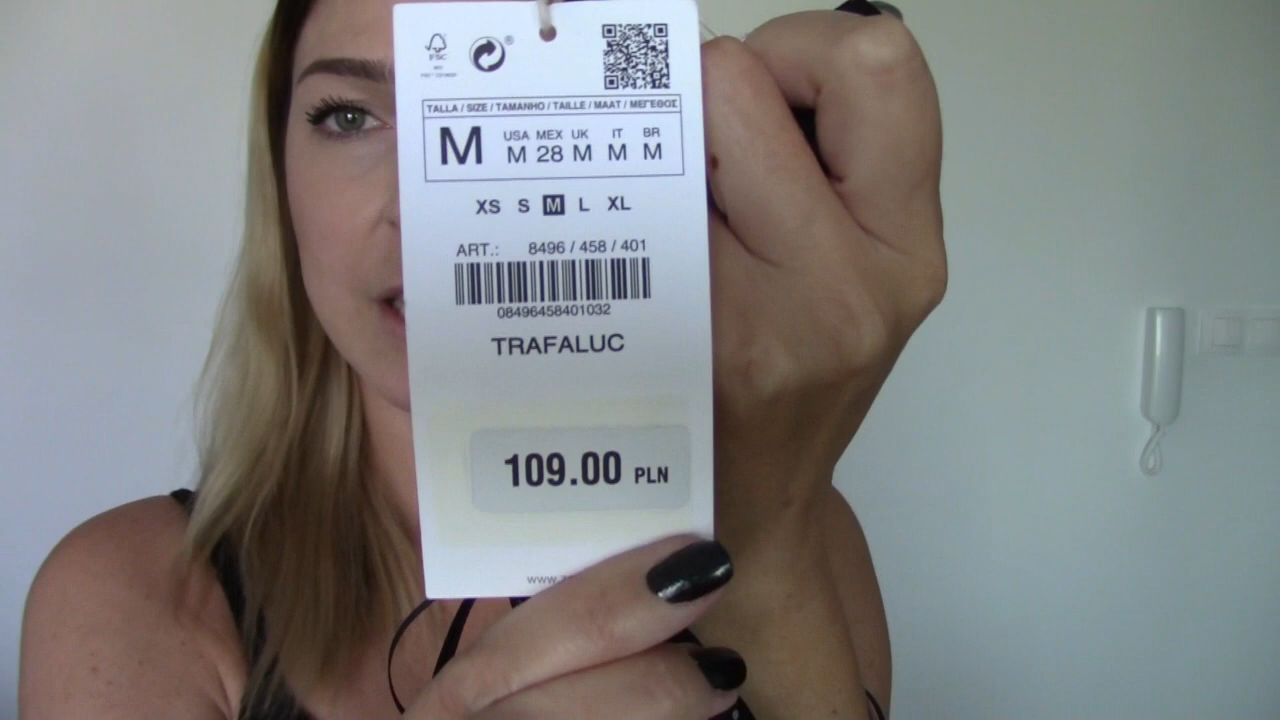 FSC
®
TALLA / SIZE / TAMANHO / TAILLE / MAAT / ΜΕΓΕΘΟΣ
M
USA MEX UK IT BR
M 28 M M M
XS S M L XL
ART.: 8496 / 458 / 401
08496458401032
TRAFALUC
109.00 PLN
www.